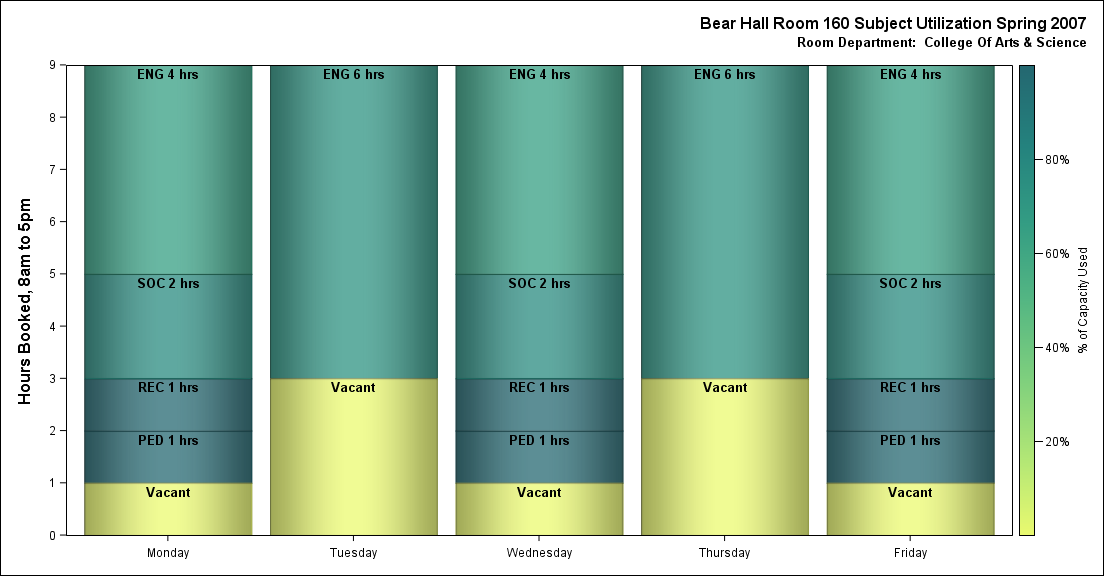 Bear Hall Room 160 Subject Utilization Spring 2007
Room Department:  College Of Arts & Science
Hours Booked, 8am to 5pm
9
8
7
6
5
4
3
2
1
0
ENG 4 hrs
SOC 2 hrs
REC 1 hrs
PED 1 hrs
Vacant
Monday
ENG 6 hrs
Vacant
Tuesday
ENG 4 hrs
SOC 2 hrs
REC 1 hrs
PED 1 hrs
Vacant
Wednesday
ENG 6 hrs
Vacant
Thursday
ENG 4 hrs
SOC 2 hrs
REC 1 hrs
PED 1 hrs
Vacant
Friday
80%
60%
40%
20%
% of Capacity Used